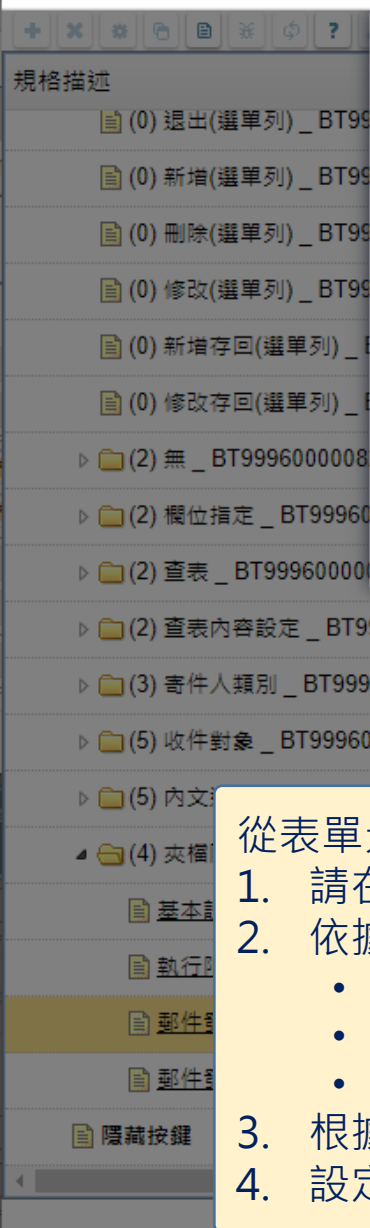 ?
規格描述
(0) 退出(選單列) _ BT99
(0) 新增(選單列) _ BT99
(0) 刪除(選單列) _ BT99
(0) 修改(選單列) _ BT99
(0) 新增存回(選單列) _
(0) 修改存回(選單列) _
(2) 無 _ BT9996000008
(2) 欄位指定 _ BT99960
(2) 查表 _ BT999600000
(2) 查表內容設定 _ BT9
(3) 寄件人類別 _ BT999
(5) 收件對象 _ BT99960
(5) 內文
(4) 夾檔
基本
執行
郵件
郵件
隱藏按鍵
從表單
1. 請在
2. 依據
•
•
•
3. 根據
4. 設定